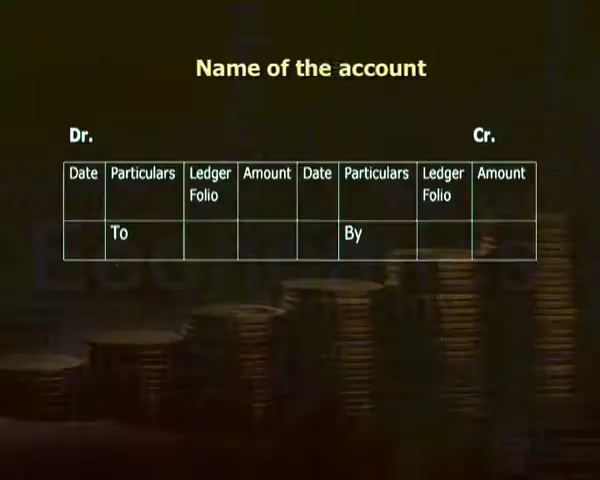 Name of the account
Dr. Cr.
Date Particulars Ledger Folio Amount Date Particulars Ledger Folio Amount
To By